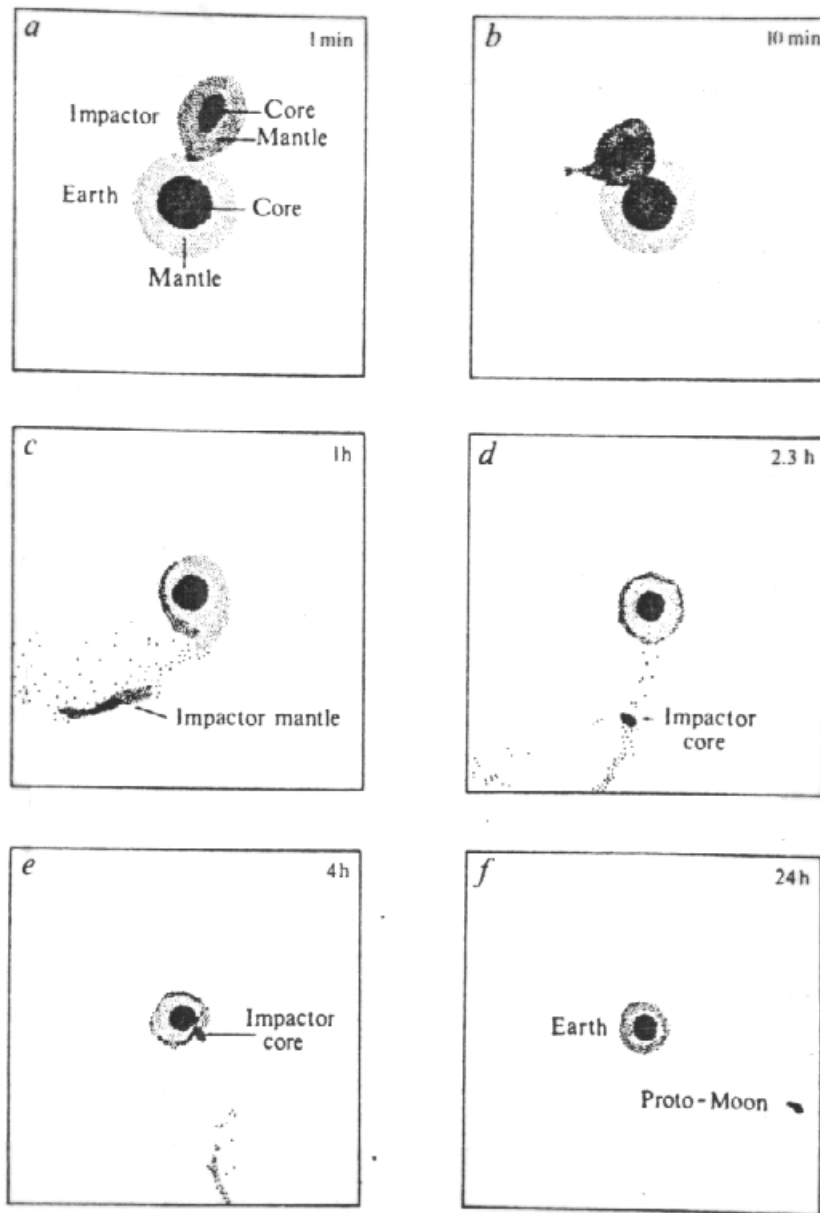 a
1 min
Impactor
Core
Mantle
Earth
Core
Mantle
b
10 min
c
1h
Impactor mantle
d
2.3 h
Impactor
core
e
4h
Impactor
core
f
24h
Earth
Proto-Moon